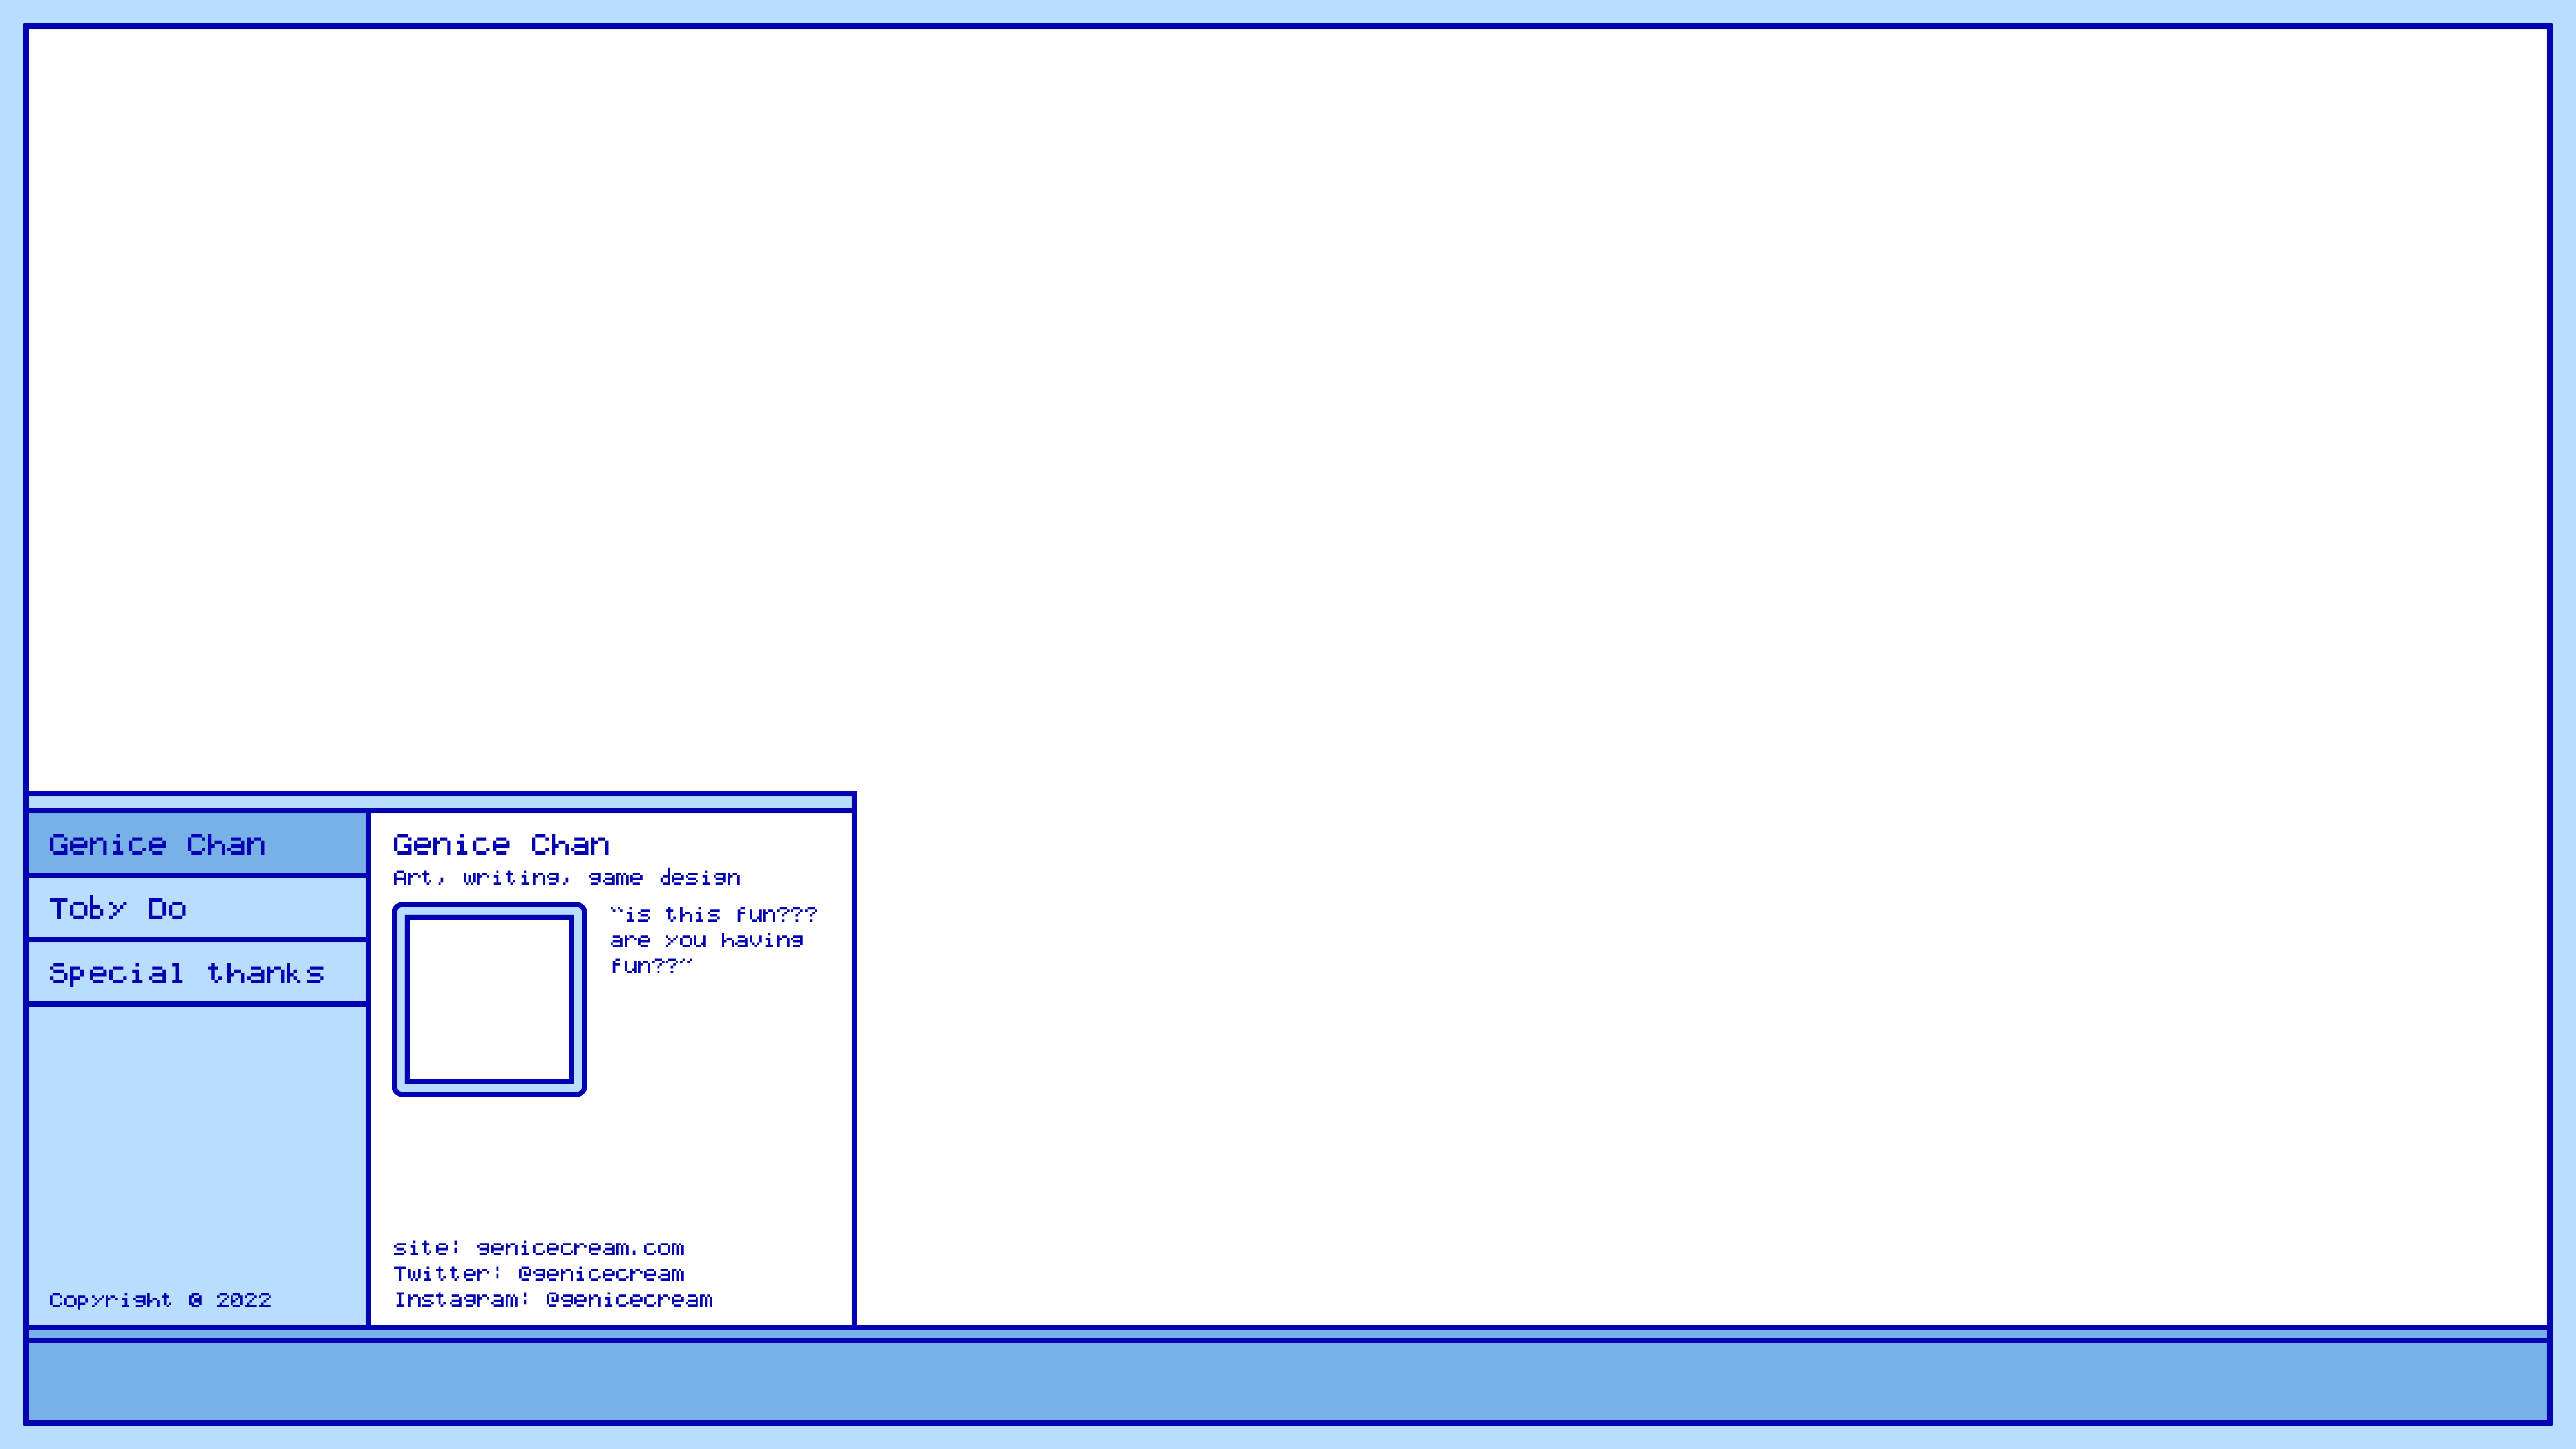 Genice Chan
Toby Do
Special thanks
Copyright © 2022
Genice Chan
Art, writing, game design
“is this fun???
are you having
fun??”
site: genicecream.com
Twitter: @genicecream
Instagram: @genicecream